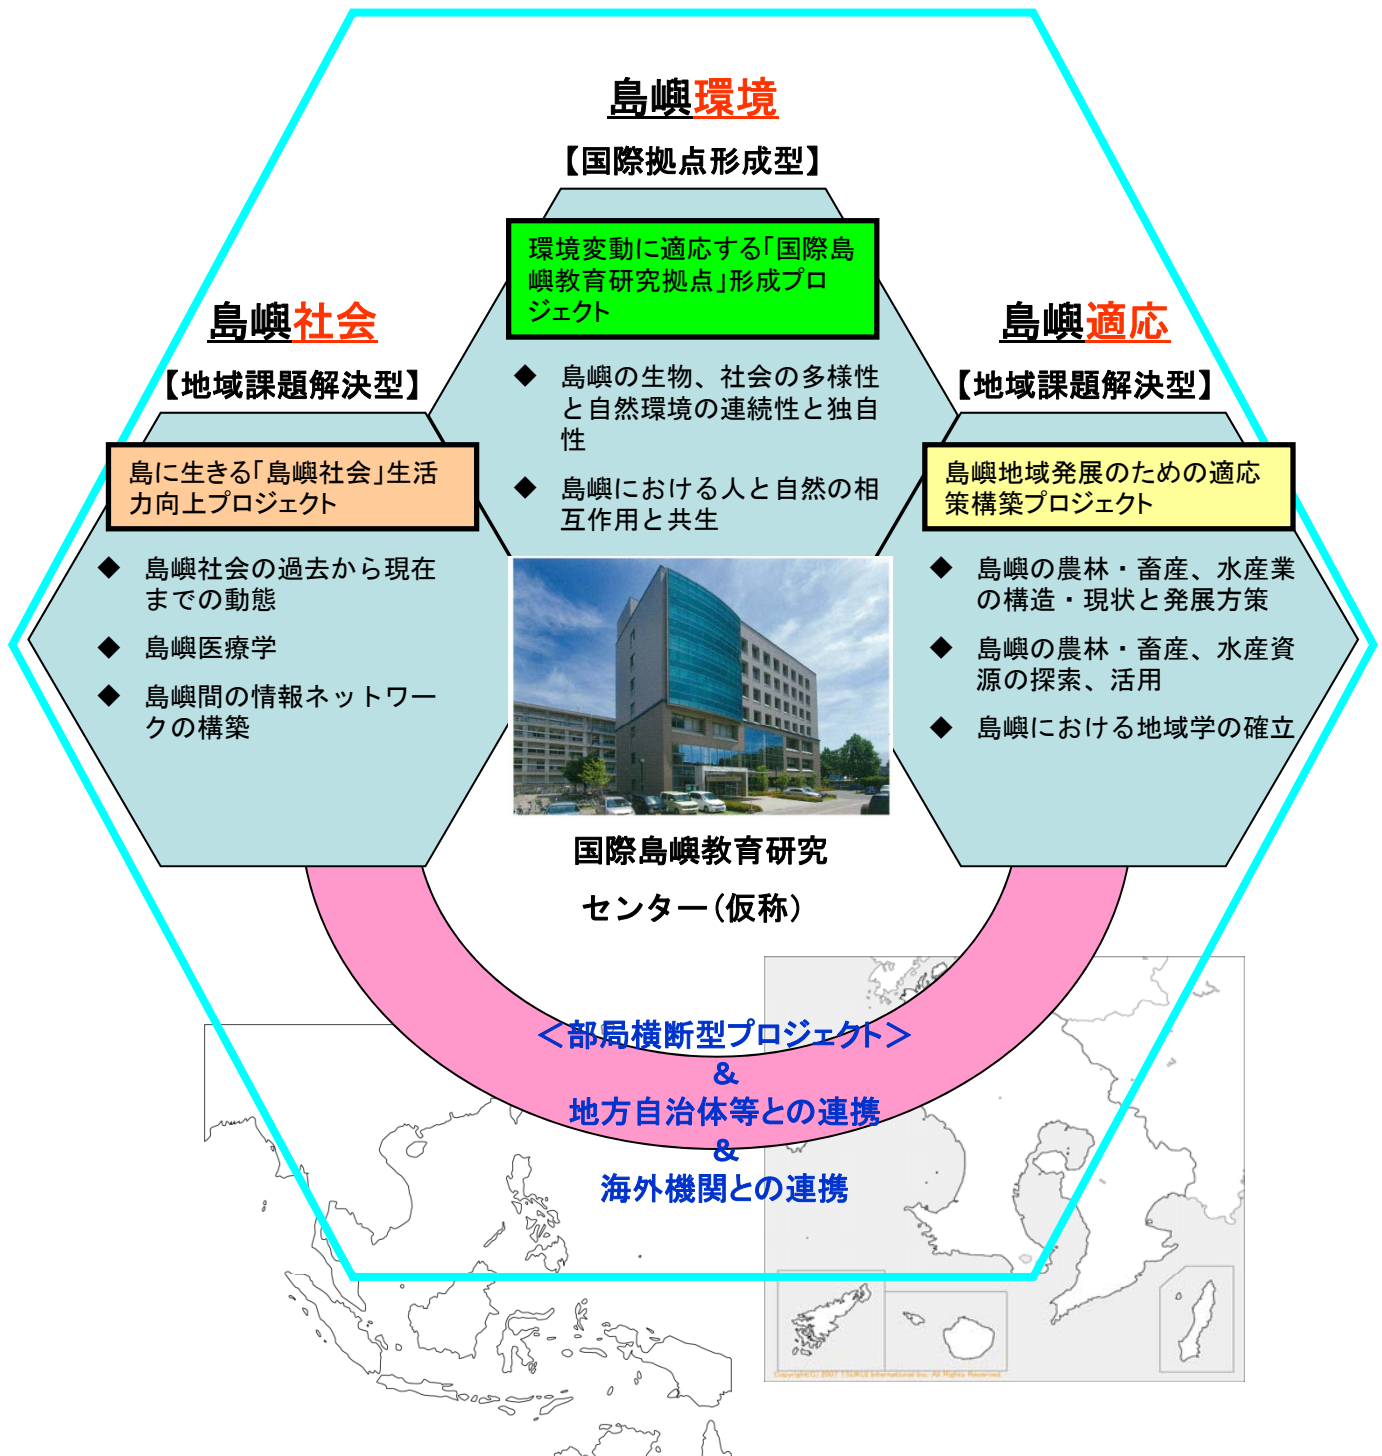 島嶼環境
【国際拠点形成型】
環境変動に適応する「国際島
嶼教育研究拠点」形成プロ
ジェクト
◆ 島嶼の生物、社会の多様性
と自然環境の連続性と独自
性
◆ 島嶼における人と自然の相
互作用と共生
島嶼社会
【地域課題解決型】
島に生きる「島嶼社会」生活
力向上プロジェクト
◆ 島嶼社会の過去から現在
までの動態
◆ 島嶼医療学
◆ 島嶼間の情報ネットワー
クの構築
島嶼適応
【地域課題解決型】
島嶼地域発展のための適応
策構築プロジェクト
◆ 島嶼の農林・畜産、水産業
の構造・現状と発展方策
◆ 島嶼の農林・畜産、水産資
源の探索、活用
◆ 島嶼における地域学の確立
国際島嶼教育研究
センター（仮称）
＜部局横断型プロジェクト＞
&
地方自治体等との連携
&
海外機関との連携
Copyright(C) 2007 TSUKUI International Inc. All Rights Reserved.